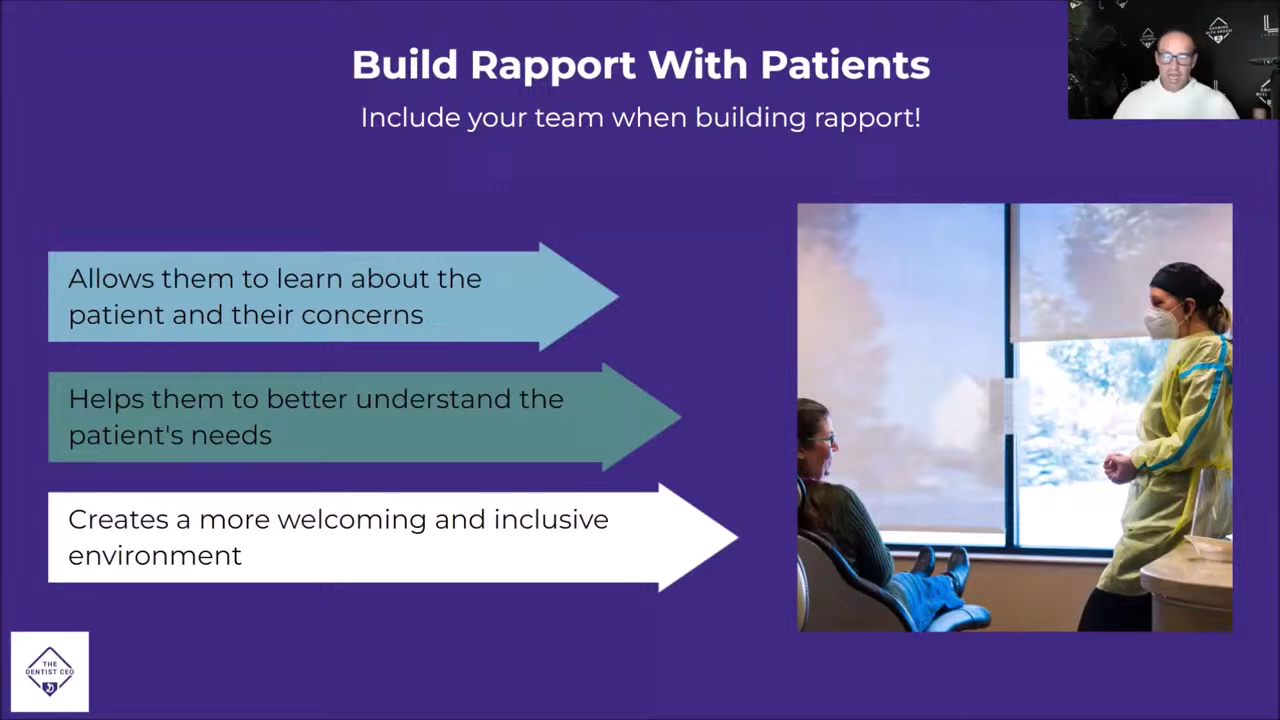 Build Rapport With Patients
Include your team when building rapport!
Allows them to learn about the
patient and their concerns
Helps them to better understand the
patient's needs
Creates a more welcoming and inclusive
environment
THE
DENTIST CEO